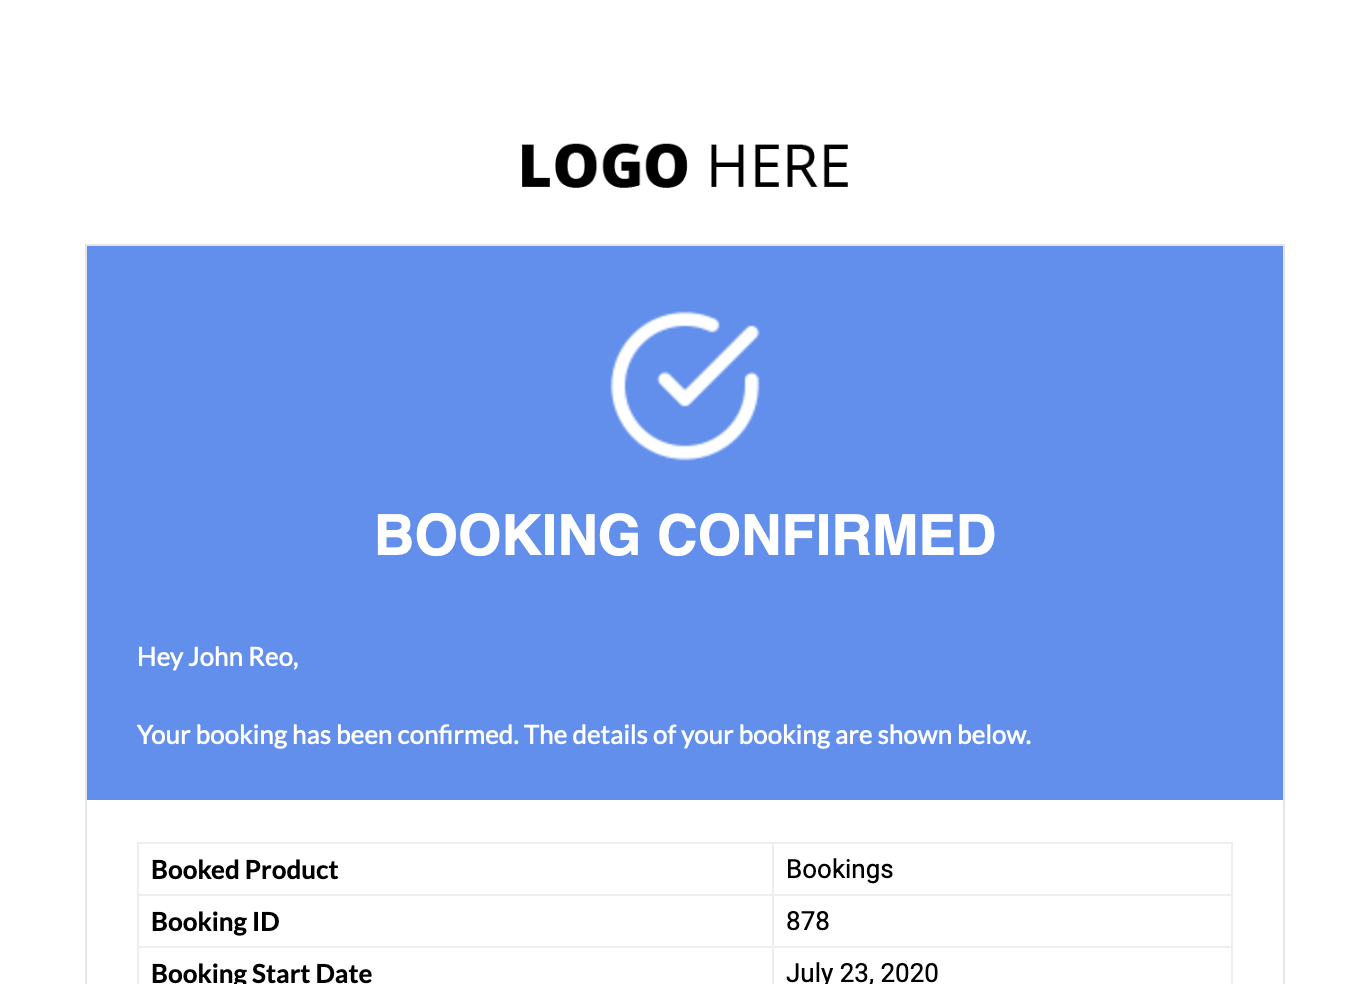 LOGO HERE
BOOKING CONFIRMED
Hey John Reo,
Your booking has been confirmed. The details of your booking are shown below.
Booked Product Bookings
Booking ID 878
Booking Start Date July 23, 2020